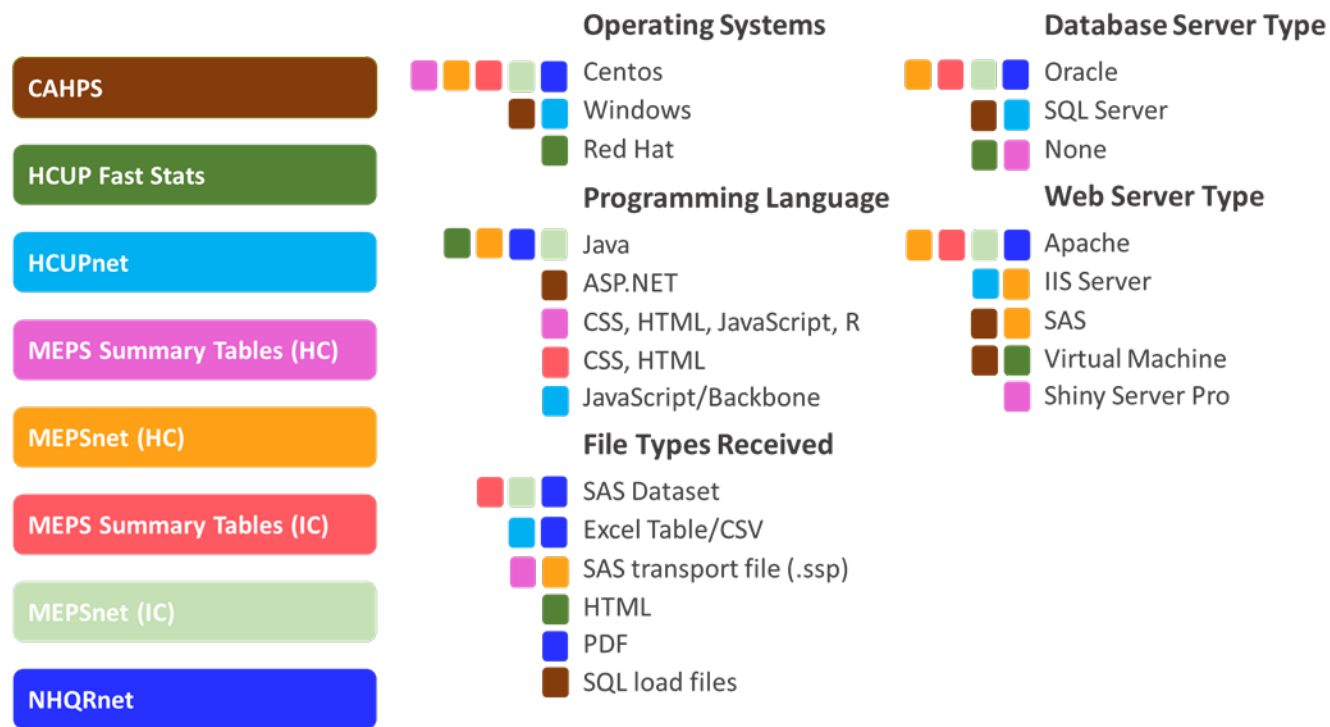 CAHPS
HCUP Fast Stats
HCUPnet
MEPS Summary Tables (HC)
MEPSnet (HC)
MEPS Summary Tables (IC)
MEPSnet (IC)
NHQRnet
Operating Systems
Centos
Windows
Red Hat
Programming Language
Java
ASP.NET
CSS, HTML, JavaScript, R
CSS, HTML
JavaScript/Backbone
File Types Received
SAS Dataset
Excel Table/CSV
SAS transport file (.ssp)
HTML
PDF
SQL load files
Database Server Type
Oracle
SQL Server
None
Web Server Type
Apache
IIS Server
SAS
Virtual Machine
Shiny Server Pro